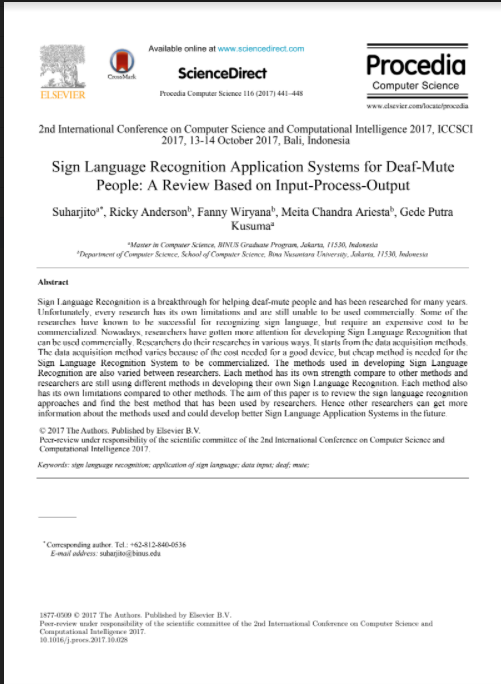 Available online at www.sciencedirect.com
ELSEVIER
CrossMark
ScienceDirect
Procedia Computer Science 116 (2017) 441–448
Procedia
Computer Science
www.elsevier.com/locate/procedia
2nd International Conference on Computer Science and Computational Intelligence 2017, ICCSCI
2017, 13-14 October 2017, Bali, Indonesia
Sign Language Recognition Application Systems for Deaf-Mute
People: A Review Based on Input-Process-Output
Suharjitoᵃ*, Ricky Andersonᵇ, Fanny Wiryanaᵇ, Meita Chandra Ariestaᵇ, Gede Putra
Kusumaᵃ
ᵃMaster in Computer Science, BINUS Graduate Program, Jakarta, 11530, Indonesia
ᵇDepartment of Computer Science, School of Computer Science, Bina Nusantara University, Jakarta, 11530, Indonesia
Abstract
Sign Language Recognition is a breakthrough for helping deaf-mute people and has been researched for many years.
Unfortunately, every research has its own limitations and are still unable to be used commercially. Some of the
researches have known to be successful for recognizing sign language, but require an expensive cost to be
commercialized. Nowadays, researchers have gotten more attention for developing Sign Language Recognition that
can be used commercially. Researchers do their researches in various ways. It starts from the data acquisition methods.
The data acquisition method varies because of the cost needed for a good device, but cheap method is needed for the
Sign Language Recognition System to be commercialized. The methods used in developing Sign Language
Recognition are also varied between researchers. Each method has its own strength compare to other methods and
researchers are still using different methods in developing their own Sign Language Recognition. Each method also
has its own limitations compared to other methods. The aim of this paper is to review the sign language recognition
approaches and find the best method that has been used by researchers. Hence other researchers can get more
information about the methods used and could develop better Sign Language Application Systems in the future
© 2017 The Authors. Published by Elsevier B.V.
Peer-review under responsibility of the scientific committee of the 2nd International Conference on Computer Science and
Computational Intelligence 2017.
Keywords: sign language recognition; application of sign language; data input; deaf; mute;
* Corresponding author. Tel.: +62-812-840-0536
E-mail address: suharjito@binus.edu
1877-0509 © 2017 The Authors. Published by Elsevier B.V.
Peer-review under responsibility of the scientific committee of the 2nd International Conference on Computer Science and
Computational Intelligence 2017.
10.1016/j.procs.2017.10.028